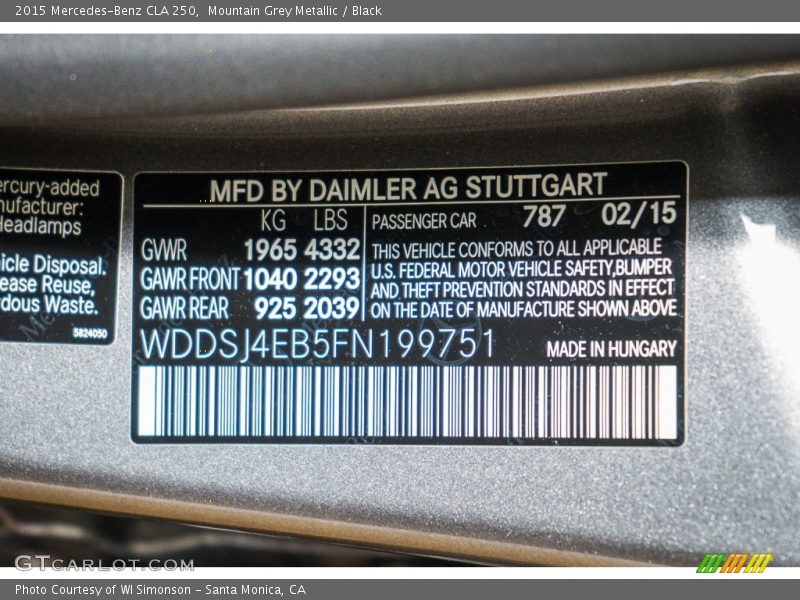 2015 Mercedes-Benz CLA 250,  Mountain Grey Metallic / Black
ercury-added
nufacturer:
Headlamps
icle Disposal.
ease Reuse,
dous Waste.
5824050
MFD BY DAIMLER AG STUTTGART
KG LBS
GVWR 1965 4332
GAWR FRONT 1040 2293
GAWR REAR 925 2039
PASSENGER CAR 787 02/15
THIS VEHICLE CONFORMS TO ALL APPLICABLE
U.S. FEDERAL MOTOR VEHICLE SAFETY,BUMPER
AND THEFT PREVENTION STANDARDS IN EFFECT
ON THE DATE OF MANUFACTURE SHOWN ABOVE
WDDSJ4EB5FN199751
MADE IN HUNGARY
GTCARLOT.COM
Photo Courtesy of WI Simonson - Santa Monica, CA